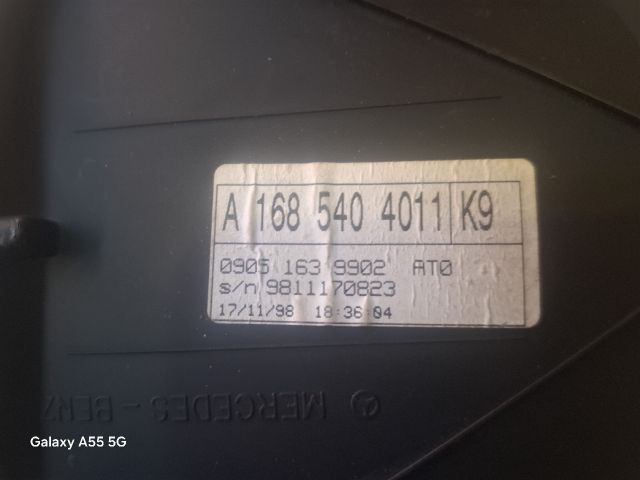 A 168 540 4011 K9
0905 163 9902 AT0
s/n 9811170823
17/11/98 18:36:04
MERCEDES-BENZ
Galaxy A55 5G